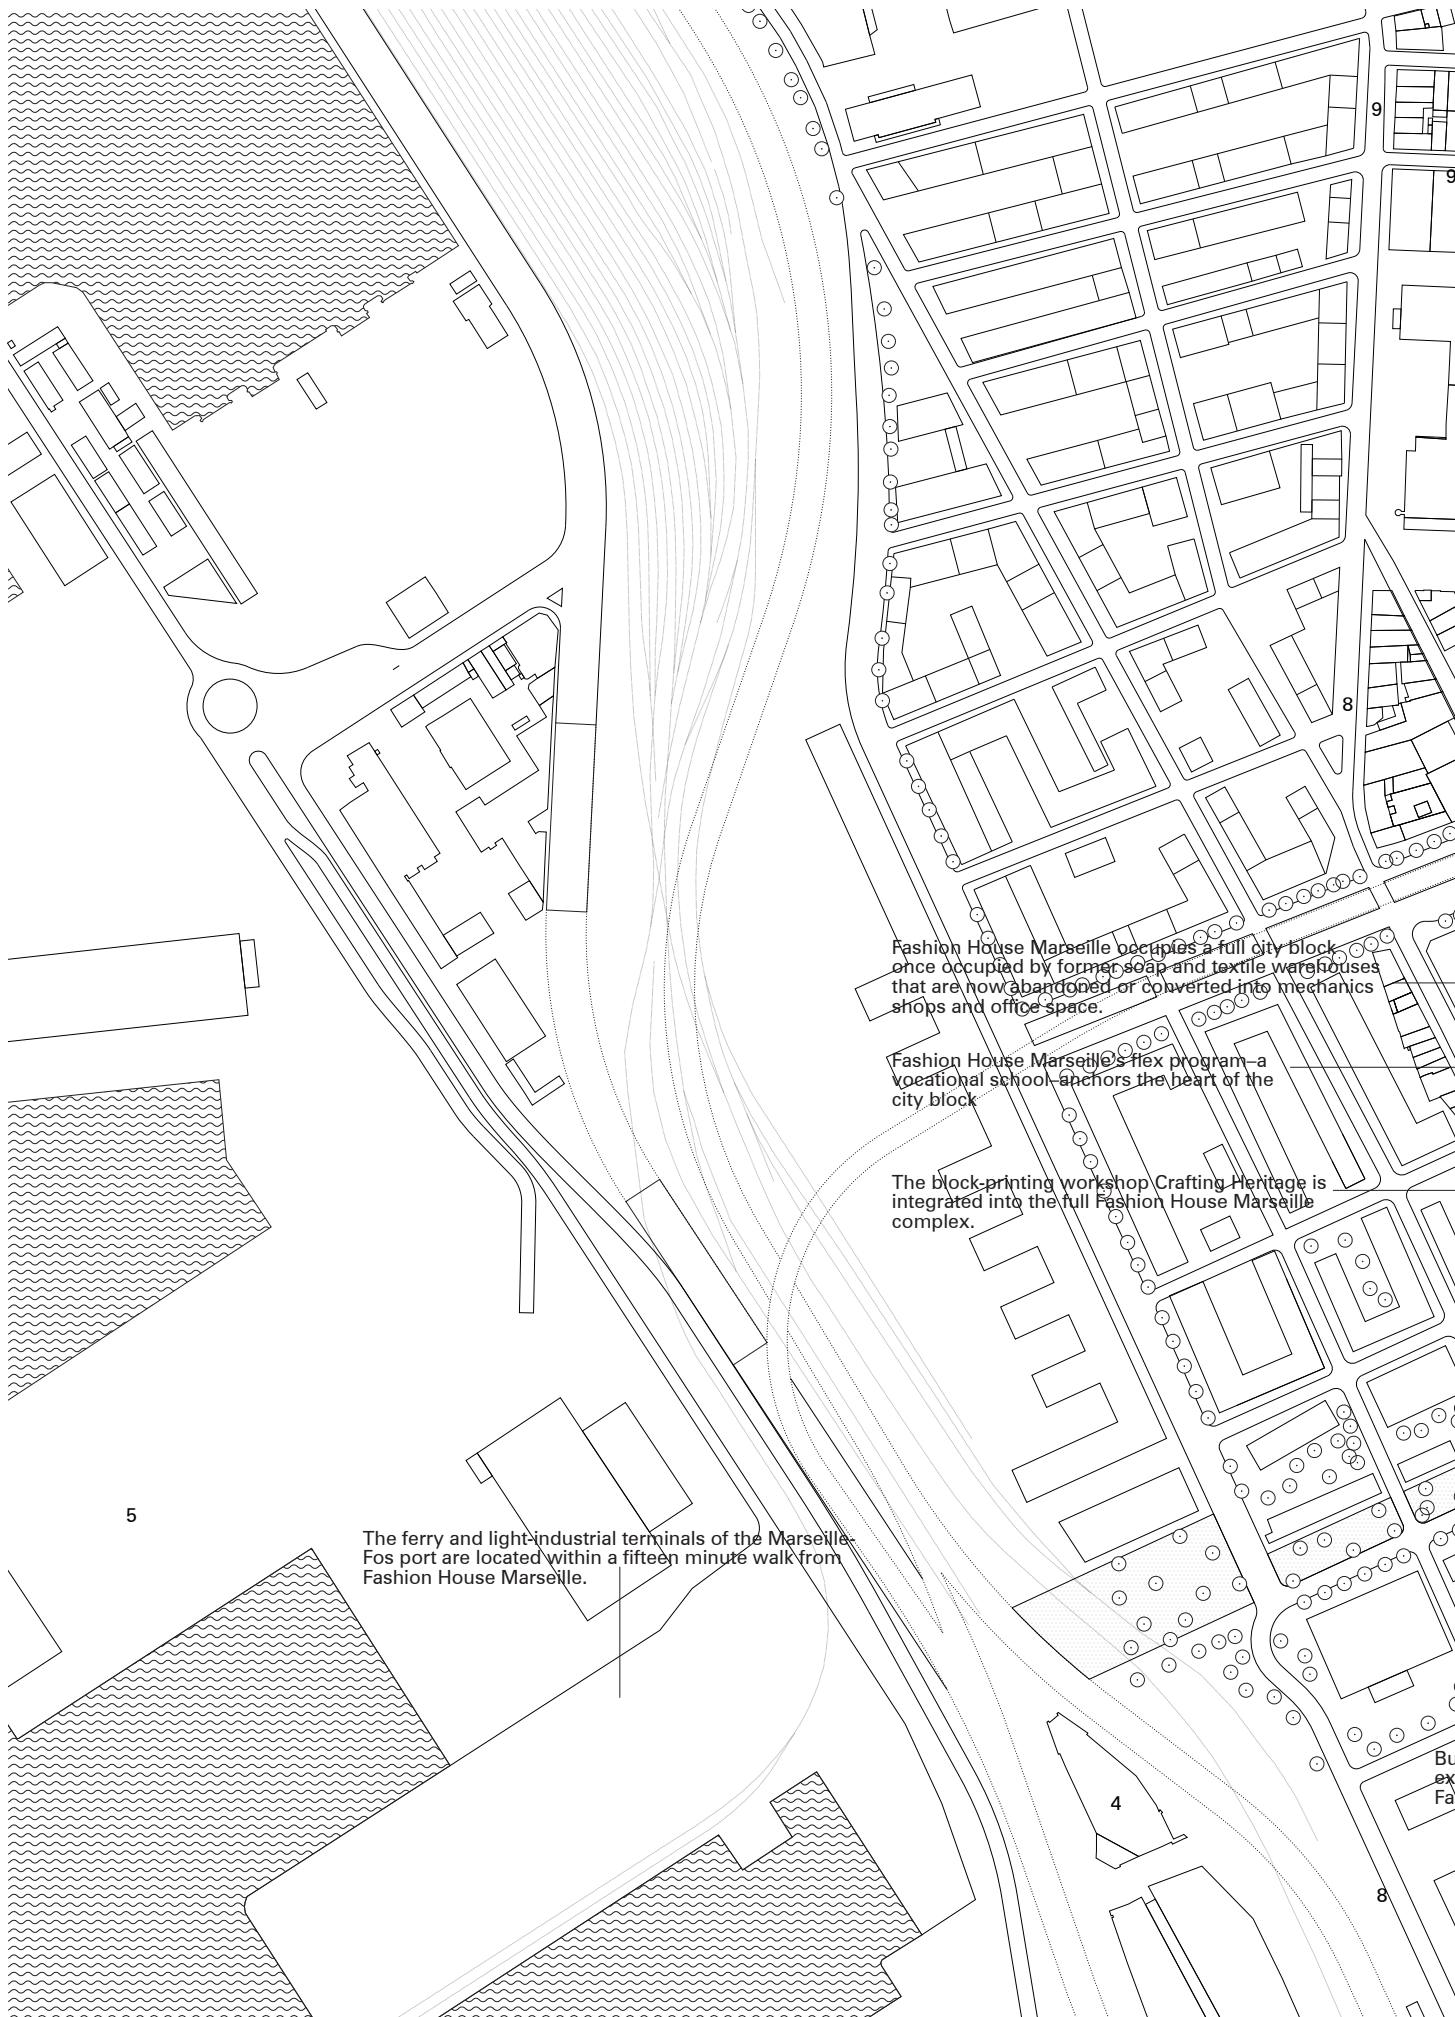 9
9
8
Fashion House Marseille occupies a full city block
once occupied by former soap and textile warehouses
that are now abandoned or converted into mechanics
shops and office space.
Fashion House Marseille's flex program–a
vocational school–anchors the heart of the
city block
The block-printing workshop Crafting Heritage is
integrated into the full Fashion House Marseille
complex.
5
The ferry and light-industrial terminals of the Marseille-
Fos port are located within a fifteen minute walk from
Fashion House Marseille.
Bu
ex
Fa
4
8